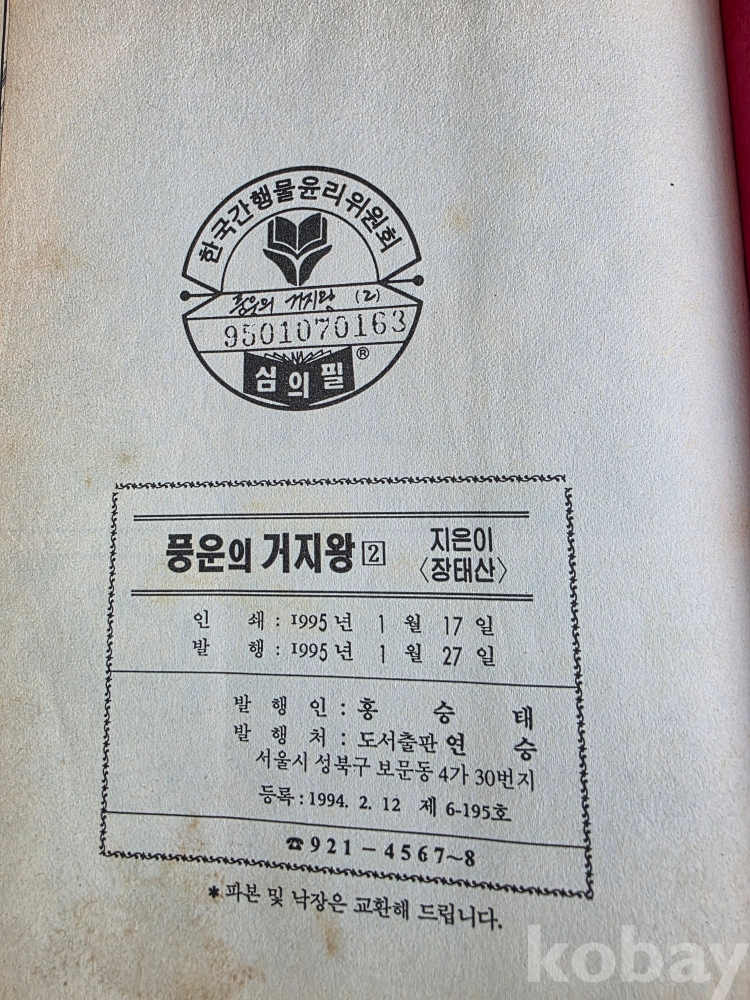 한국간행물윤리위원회
풍운의 거지왕 (2)
9501070163
심의필 ®
풍운의 거지왕 2 지은이
〈장태산〉
인 쇄 : 1995 년 1 월 17 일
발 행 : 1995 년 1 월 27 일
발 행 인 : 홍 승 태
발 행 처 : 도서출판 연 승
서울시 성북구 보문동 4가 30번지
등록 : 1994. 2. 12 제 6-195호
☎ 921 - 4567~8
* 파본 및 낙장은 교환해 드립니다.
kobay